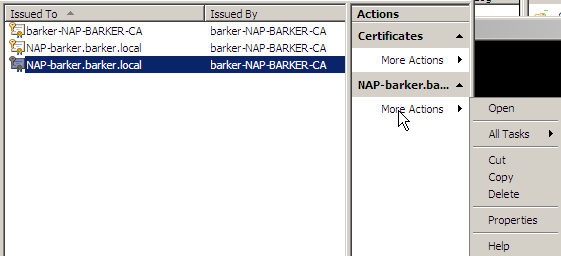 Issued To Issued By
barker-NAP-BARKER-CA barker-NAP-BARKER-CA
NAP-barker.barker.local barker-NAP-BARKER-CA
NAP-barker.barker.local barker-NAP-BARKER-CA
Actions
Certificates
More Actions
NAP-barker.ba...
More Actions
Open
All Tasks
Cut
Copy
Delete
Properties
Help